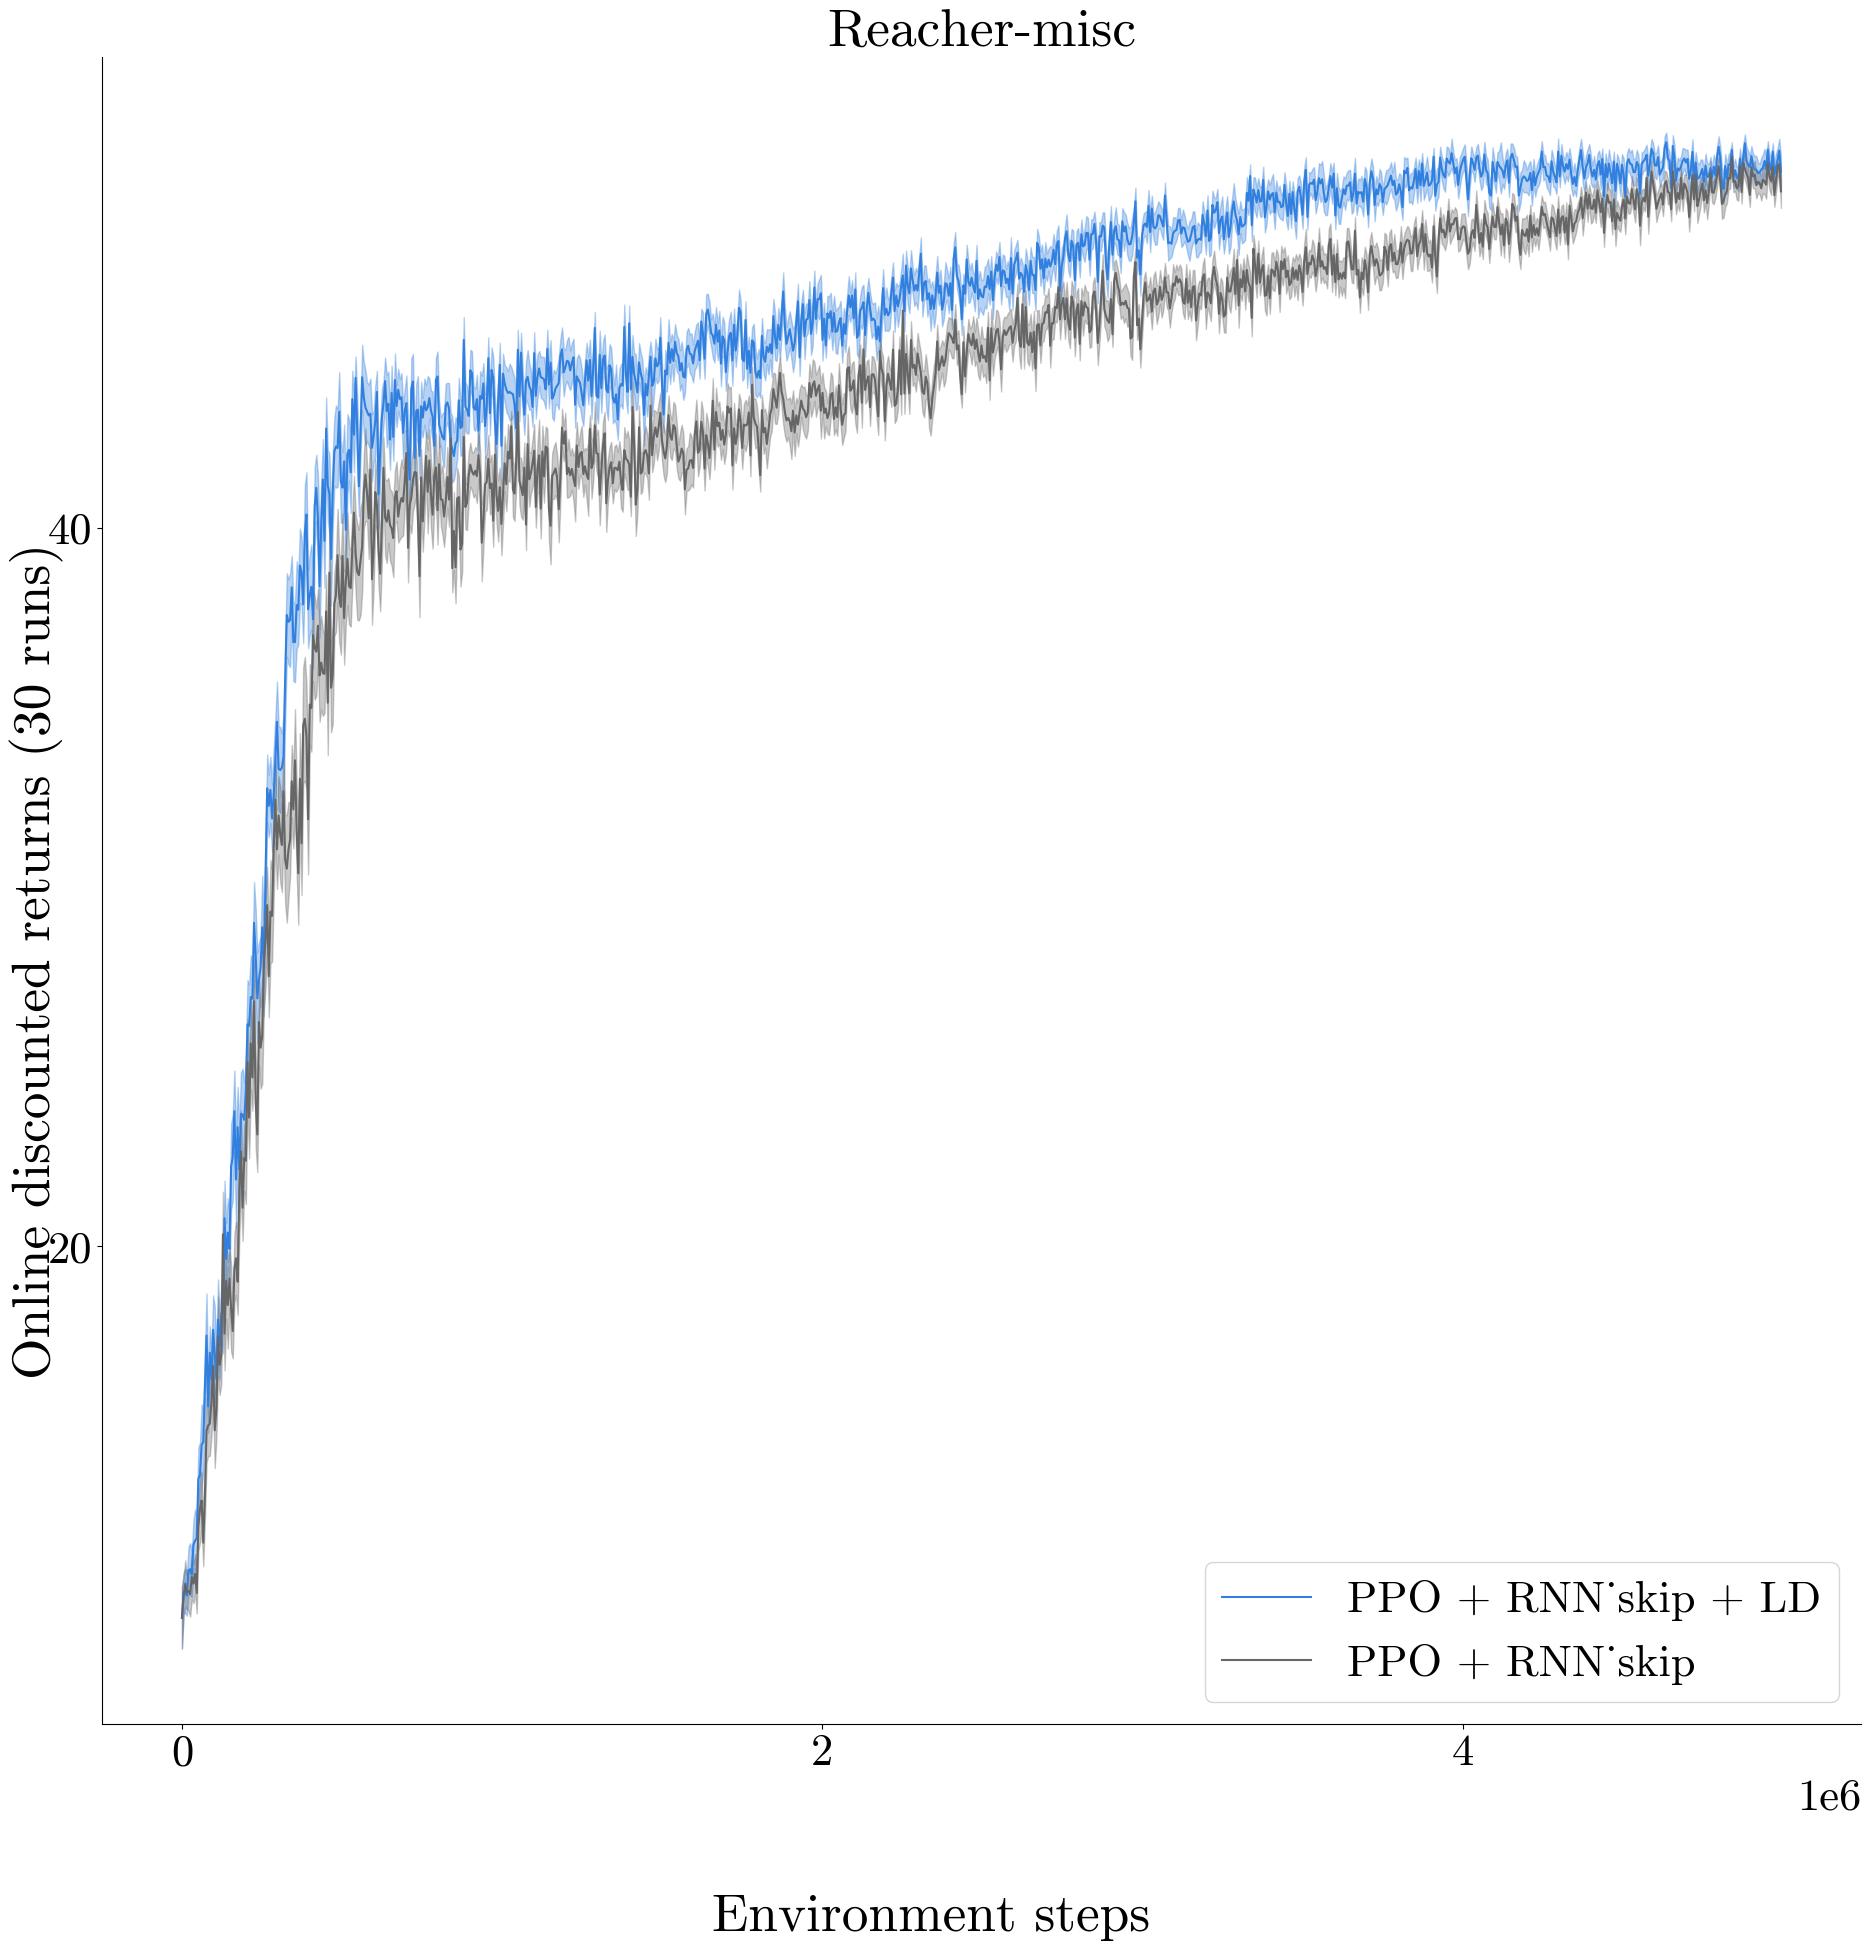 Reacher-misc
Online discounted returns (30 runs)
40
20
PPO + RNN˙skip + LD
PPO + RNN˙skip
0 2 4
1e6
Environment steps